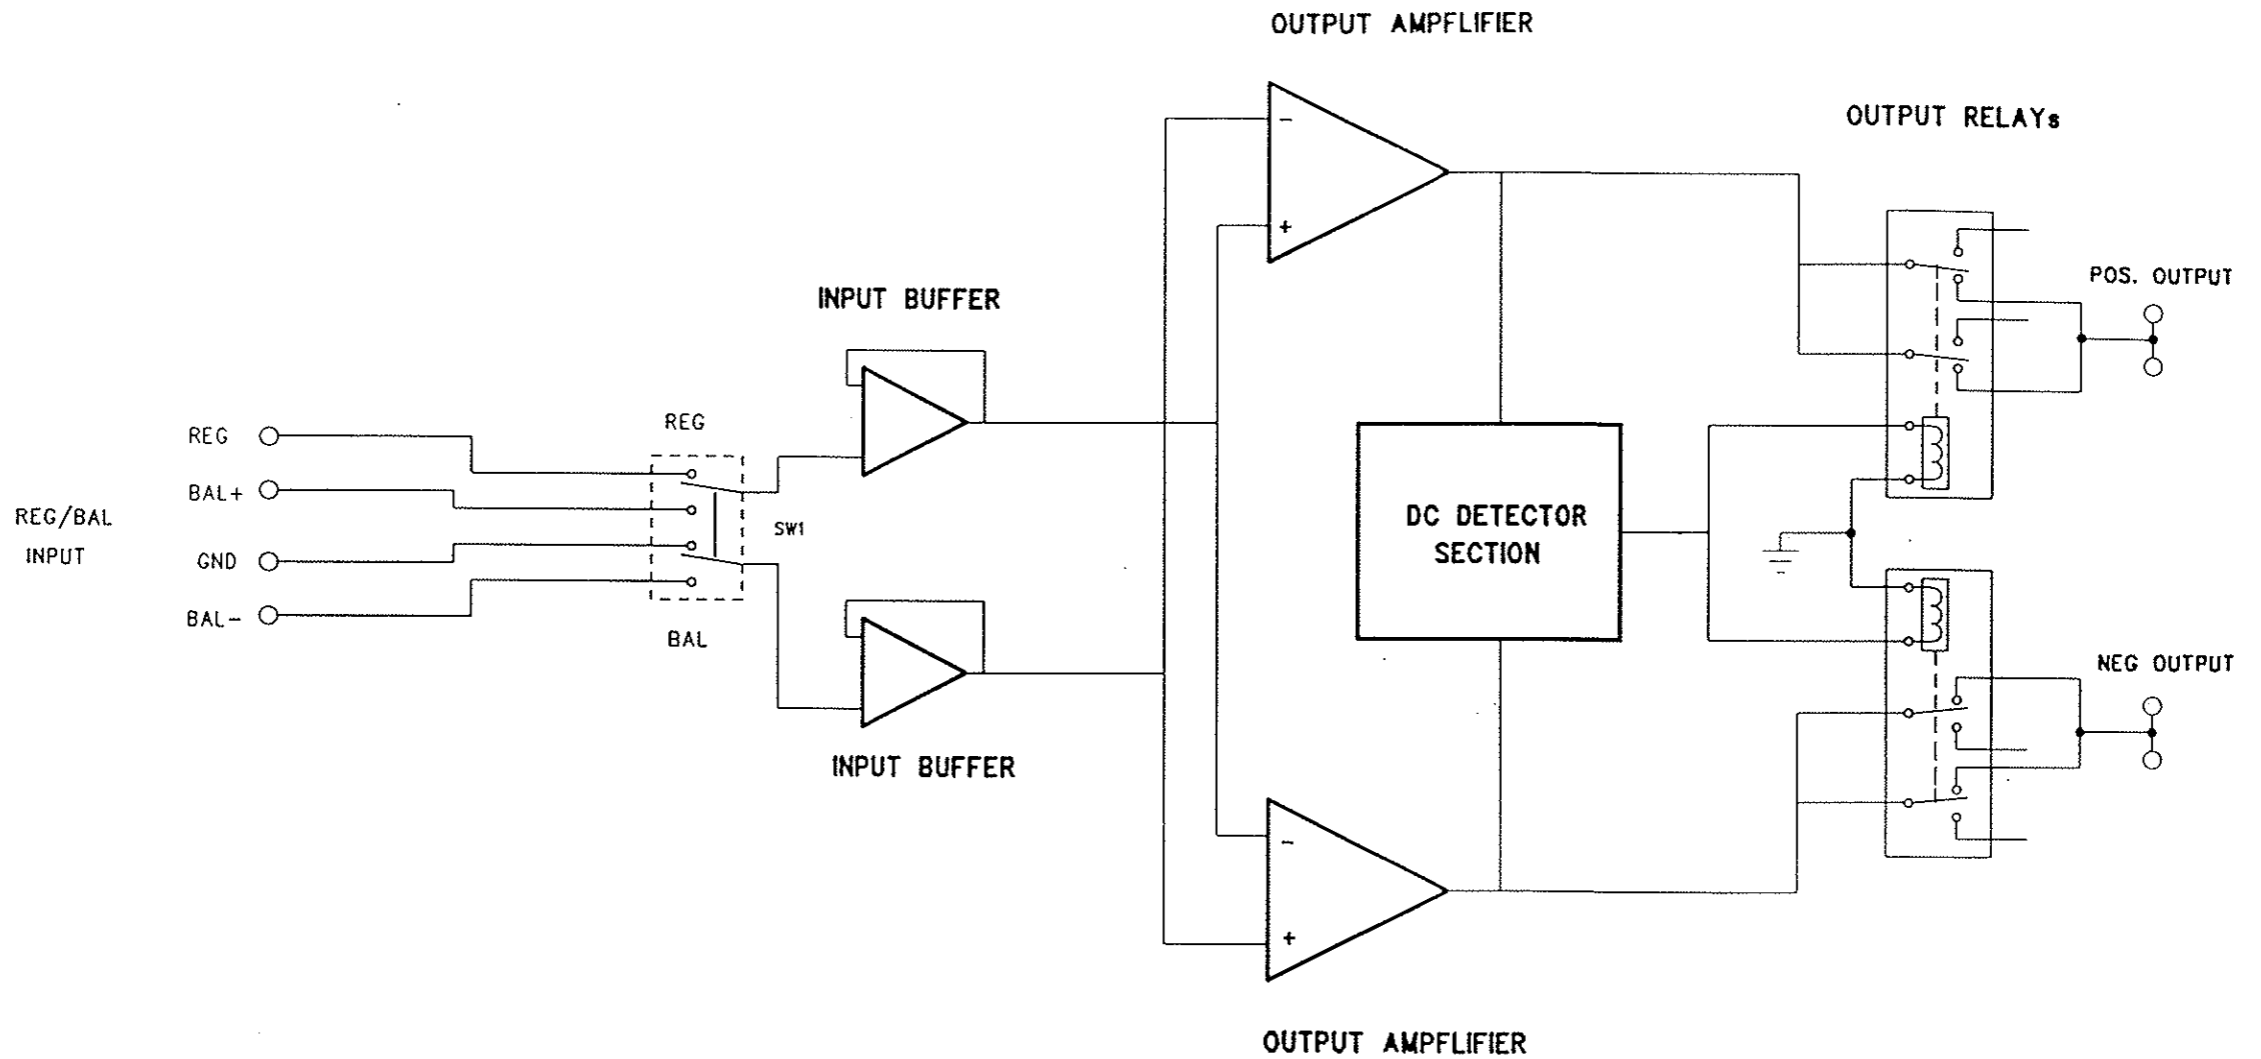 OUTPUT AMPFLIFIER
OUTPUT RELAYs
-
+
POS. OUTPUT
INPUT BUFFER
REG
REG
BAL+
REG/BAL
INPUT
GND
BAL-
SW1
BAL
DC DETECTOR
SECTION
NEG OUTPUT
INPUT BUFFER
-
+
OUTPUT AMPFLIFIER